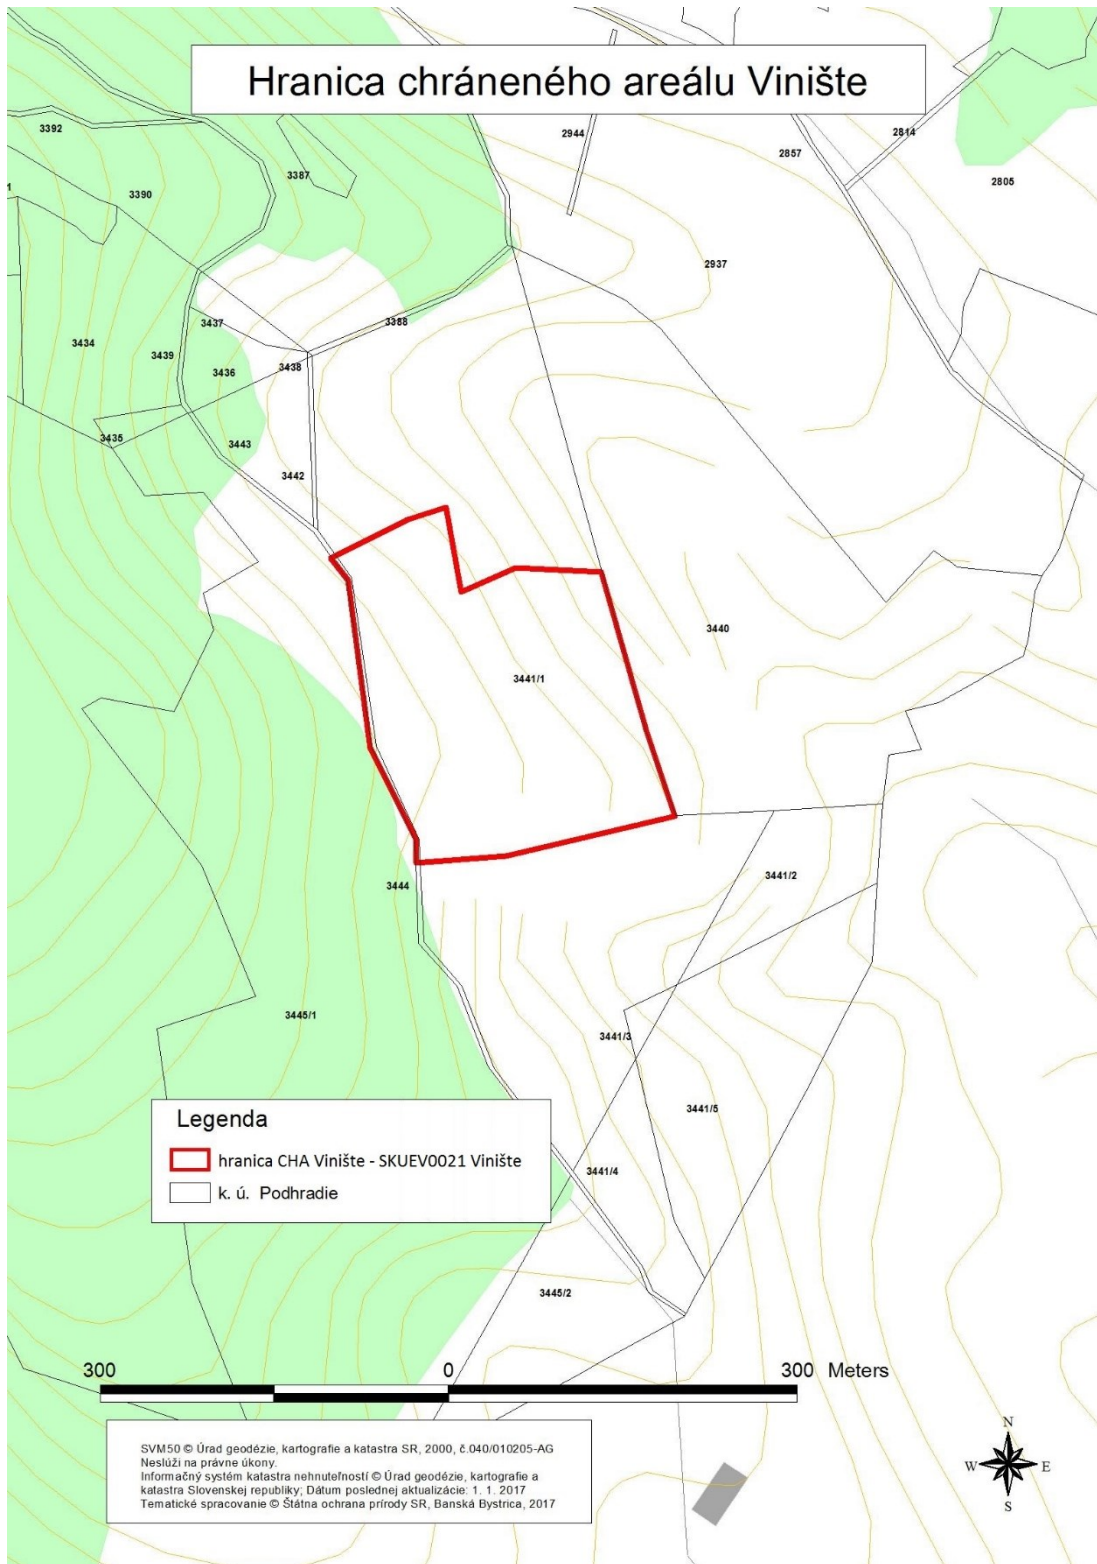 Hranica chráneného areálu Vinište
3392
2944
2814
2857
3387
2805
1
3390
2937
3437
3388
3434
3439
3438
3436
3435
3443
3442
3440
3441/1
3441/2
3444
3445/1
3441/3
3441/5
Legenda
hranica CHA Vinište - SKUEV0021 Vinište
k. ú. Podhradie
3441/4
3445/2
300 0 300 Meters
SVM50 © Úrad geodézie, kartografie a katastra SR, 2000, č.040/010205-AG
Neslúži na právne úkony.
Informačný systém katastra nehnuteľností © Úrad geodézie, kartografie a
katastra Slovenskej republiky; Dátum poslednej aktualizácie: 1. 1. 2017
Tematické spracovanie © Štátna ochrana prírody SR, Banská Bystrica, 2017
N
W E
S